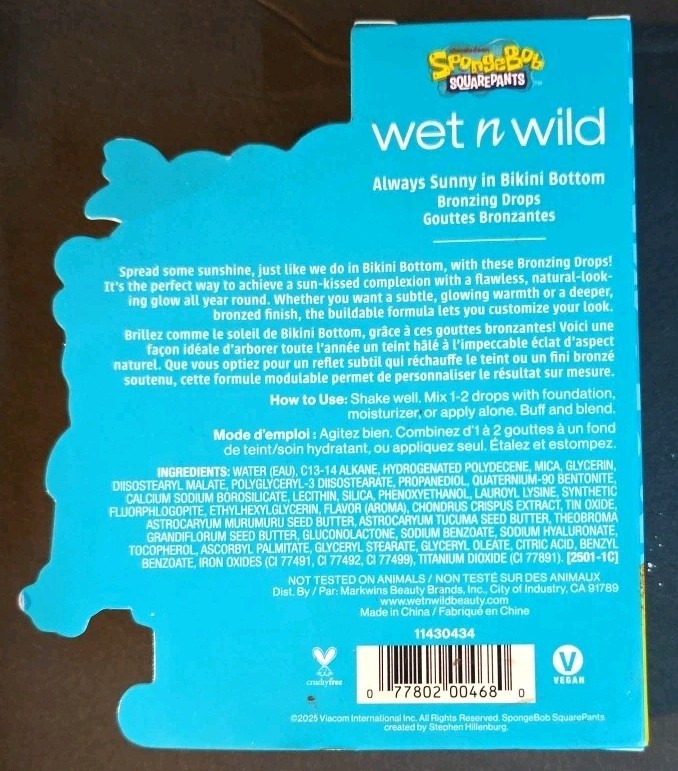 nickelodeon
SpongeBob
SQUAREPANTS
wet n wild
Always Sunny in Bikini Bottom
Bronzing Drops
Gouttes Bronzantes
Spread some sunshine, just like we do in Bikini Bottom, with these Bronzing Drops!
It's the perfect way to achieve a sun-kissed complexion with a flawless, natural-look-
ing glow all year round. Whether you want a subtle, glowing warmth or a deeper,
bronzed finish, the buildable formula lets you customize your look.
Brillez comme le soleil de Bikini Bottom, grâce à ces gouttes bronzantes! Voici une
façon idéale d'arborer toute l'année un teint hâlé à l'impeccable éclat d'aspect
naturel. Que vous optiez pour un reflet subtil qui réchauffe le teint ou un fini bronzé
soutenu, cette formule modulable permet de personnaliser le résultat sur mesure.
How to Use: Shake well. Mix 1-2 drops with foundation,
moisturizer, or apply alone. Buff and blend.
Mode d'emploi : Agitez bien. Combinez d'1 à 2 gouttes à un fond
de teint/soin hydratant, ou appliquez seul. Étalez et estompez.
INGREDIENTS: WATER (EAU), C13-14 ALKANE, HYDROGENATED POLYDECENE, MICA, GLYCERIN,
DIISOSTEARYL MALATE, POLYGLYCERYL-3 DIISOSTEARATE, PROPANEDIOL, QUATERNIUM-90 BENTONITE,
CALCIUM SODIUM BOROSILICATE, LECITHIN, SILICA, PHENOXYETHANOL, LAUROYL LYSINE, SYNTHETIC
FLUORPHLOGOPITE, ETHYLHEXYLGLYCERIN, FLAVOR (AROMA), CHONDRUS CRISPUS EXTRACT, TIN OXIDE,
ASTROCARYUM MURUMURU SEED BUTTER, ASTROCARYUM TUCUMA SEED BUTTER, THEOBROMA
GRANDIFLORUM SEED BUTTER, GLUCONOLACTONE, SODIUM BENZOATE, SODIUM HYALURONATE,
TOCOPHEROL, ASCORBYL PALMITATE, GLYCERYL STEARATE, GLYCERYL OLEATE, CITRIC ACID, BENZYL
BENZOATE, IRON OXIDES (CI 77491, CI 77492, CI 77499), TITANIUM DIOXIDE (CI 77891). [2501-1C]
NOT TESTED ON ANIMALS / NON TESTÉ SUR DES ANIMAUX
Dist. By / Par: Markwins Beauty Brands, Inc., City of Industry, CA 91789
www.wetnwildbeauty.com
Made in China / Fabriqué en Chine
11430434
crueltyfree
0 77802 00468 0
V
VEGAN
©2025 Viacom International Inc. All Rights Reserved. SpongeBob SquarePants
created by Stephen Hillenburg.